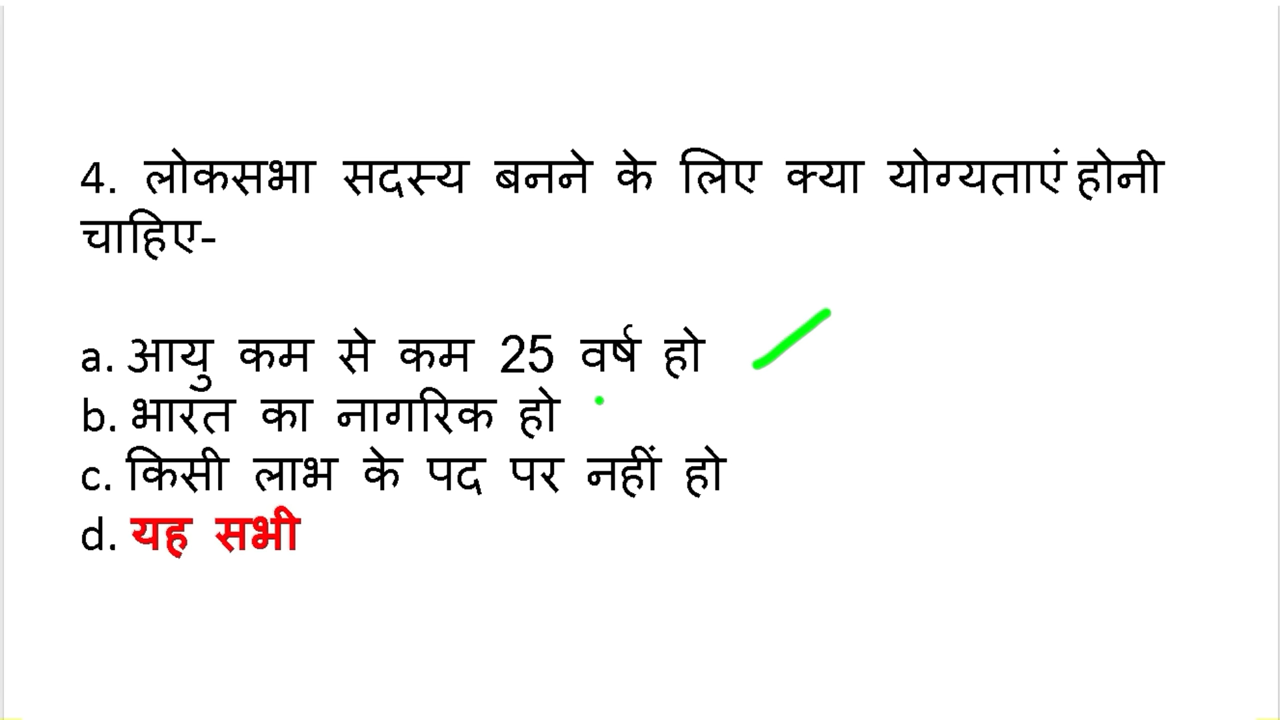 4. लोकसभा सदस्य बनने के लिए क्या योग्यताएं होनी
चाहिए-
a. आयु कम से कम 25 वर्ष हो
b. भारत का नागरिक हो
c. किसी लाभ के पद पर नहीं हो
d. यह सभी